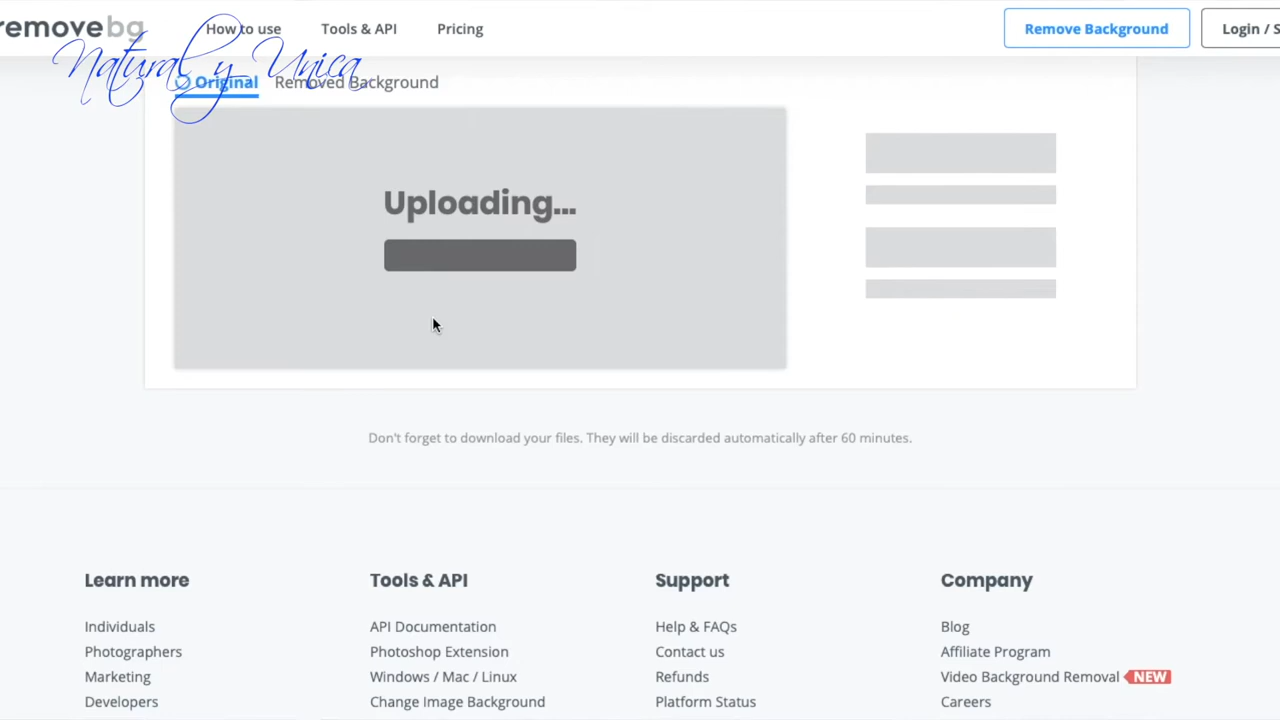 removebg How to use Tools & API Pricing Remove Background Login / S
Natural y Unica
Original Removed Background
Uploading...
Don't forget to download your files. They will be discarded automatically after 60 minutes.
Learn more Tools & API Support Company
Individuals API Documentation Help & FAQs Blog
Photographers Photoshop Extension Contact us Affiliate Program
Marketing Windows / Mac / Linux Refunds Video Background Removal NEW
Developers Change Image Background Platform Status Careers